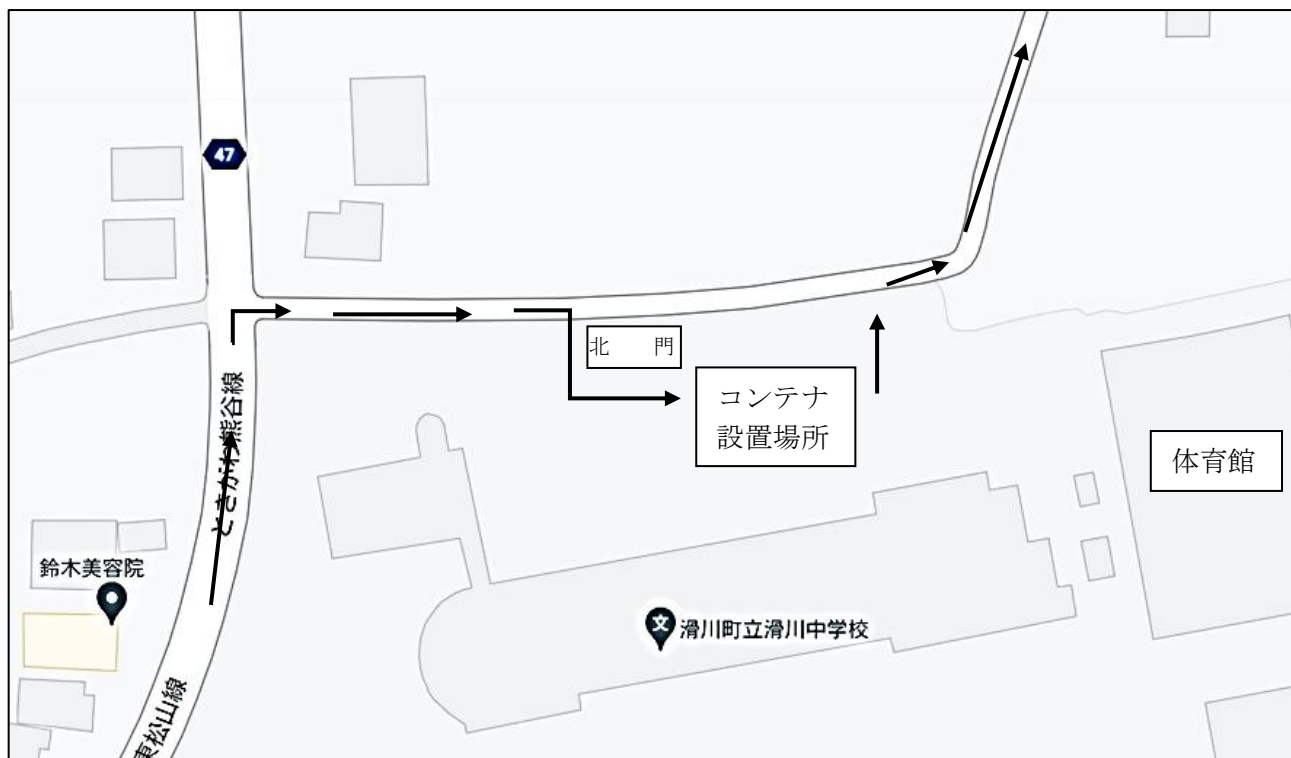 47
北　門
コンテナ
設置場所
体育館
ときがわ熊谷線
鈴木美容院
文
滑川町立滑川中学校
東松山線